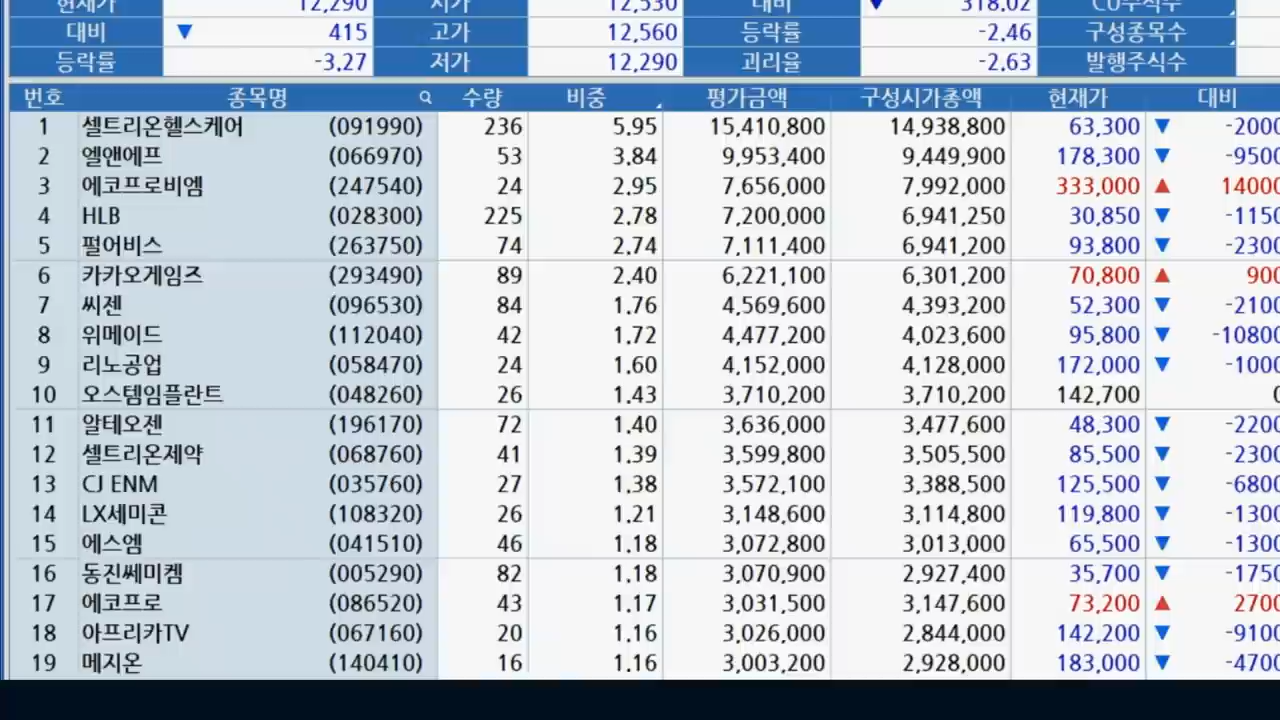 현재가 12,290 시가 12,530 대비 ▼ 318.02 CU주식수
대비 ▼ 415 고가 12,560 등락률 -2.46 구성종목수
등락률 -3.27 저가 12,290 괴리율 -2.63 발행주식수
번호 종목명 수량 비중 평가금액 구성시가총액 현재가 대비
1 셀트리온헬스케어 (091990) 236 5.95 15,410,800 14,938,800 63,300 ▼ -2000
2 엘앤에프 (066970) 53 3.84 9,953,400 9,449,900 178,300 ▼ -9500
3 에코프로비엠 (247540) 24 2.95 7,656,000 7,992,000 333,000 ▲ 14000
4 HLB (028300) 225 2.78 7,200,000 6,941,250 30,850 ▼ -1150
5 펄어비스 (263750) 74 2.74 7,111,400 6,941,200 93,800 ▼ -2300
6 카카오게임즈 (293490) 89 2.40 6,221,100 6,301,200 70,800 ▲ 900
7 씨젠 (096530) 84 1.76 4,569,600 4,393,200 52,300 ▼ -2100
8 위메이드 (112040) 42 1.72 4,477,200 4,023,600 95,800 ▼ -10800
9 리노공업 (058470) 24 1.60 4,152,000 4,128,000 172,000 ▼ -1000
10 오스템임플란트 (048260) 26 1.43 3,710,200 3,710,200 142,700 0
11 알테오젠 (196170) 72 1.40 3,636,000 3,477,600 48,300 ▼ -2200
12 셀트리온제약 (068760) 41 1.39 3,599,800 3,505,500 85,500 ▼ -2300
13 CJ ENM (035760) 27 1.38 3,572,100 3,388,500 125,500 ▼ -6800
14 LX세미콘 (108320) 26 1.21 3,148,600 3,114,800 119,800 ▼ -1300
15 에스엠 (041510) 46 1.18 3,072,800 3,013,000 65,500 ▼ -1300
16 동진쎄미켐 (005290) 82 1.18 3,070,900 2,927,400 35,700 ▼ -1750
17 에코프로 (086520) 43 1.17 3,031,500 3,147,600 73,200 ▲ 2700
18 아프리카TV (067160) 20 1.16 3,026,000 2,844,000 142,200 ▼ -9100
19 메지온 (140410) 16 1.16 3,003,200 2,928,000 183,000 ▼ -4700